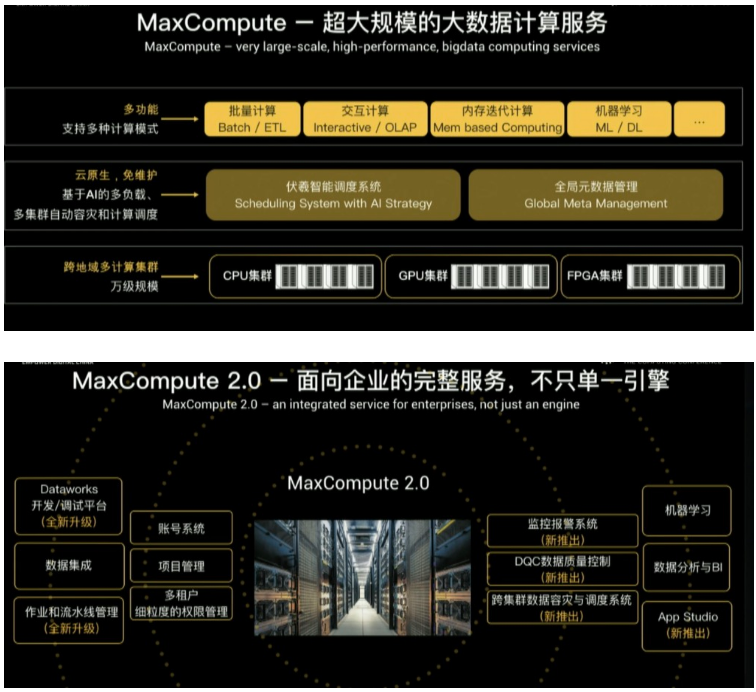 MaxCompute — 超大规模的大数据计算服务
MaxCompute – very large-scale, high-performance, bigdata computing services
多功能
支持多种计算模式
批量计算
Batch / ETL
交互计算
Interactive / OLAP
内存迭代计算
Mem based Computing
机器学习
ML / DL
...
云原生，免维护
基于AI的多负载、
多集群自动容灾和计算调度
伏羲智能调度系统
Scheduling System with AI Strategy
全局元数据管理
Global Meta Management
跨地域多计算集群
万级规模
CPU集群
GPU集群
FPGA集群
MaxCompute 2.0 — 面向企业的完整服务，不只单一引擎
MaxCompute 2.0 – an integrated service for enterprises, not just an engine
MaxCompute 2.0
Dataworks
开发/调试平台
(全新升级)
数据集成
作业和流水线管理
(全新升级)
账号系统
项目管理
多租户
细粒度的权限管理
监控报警系统
(新推出)
DQC数据质量控制
(新推出)
跨集群数据容灾与调度系统
(新推出)
机器学习
数据分析与BI
App Studio
(新推出)